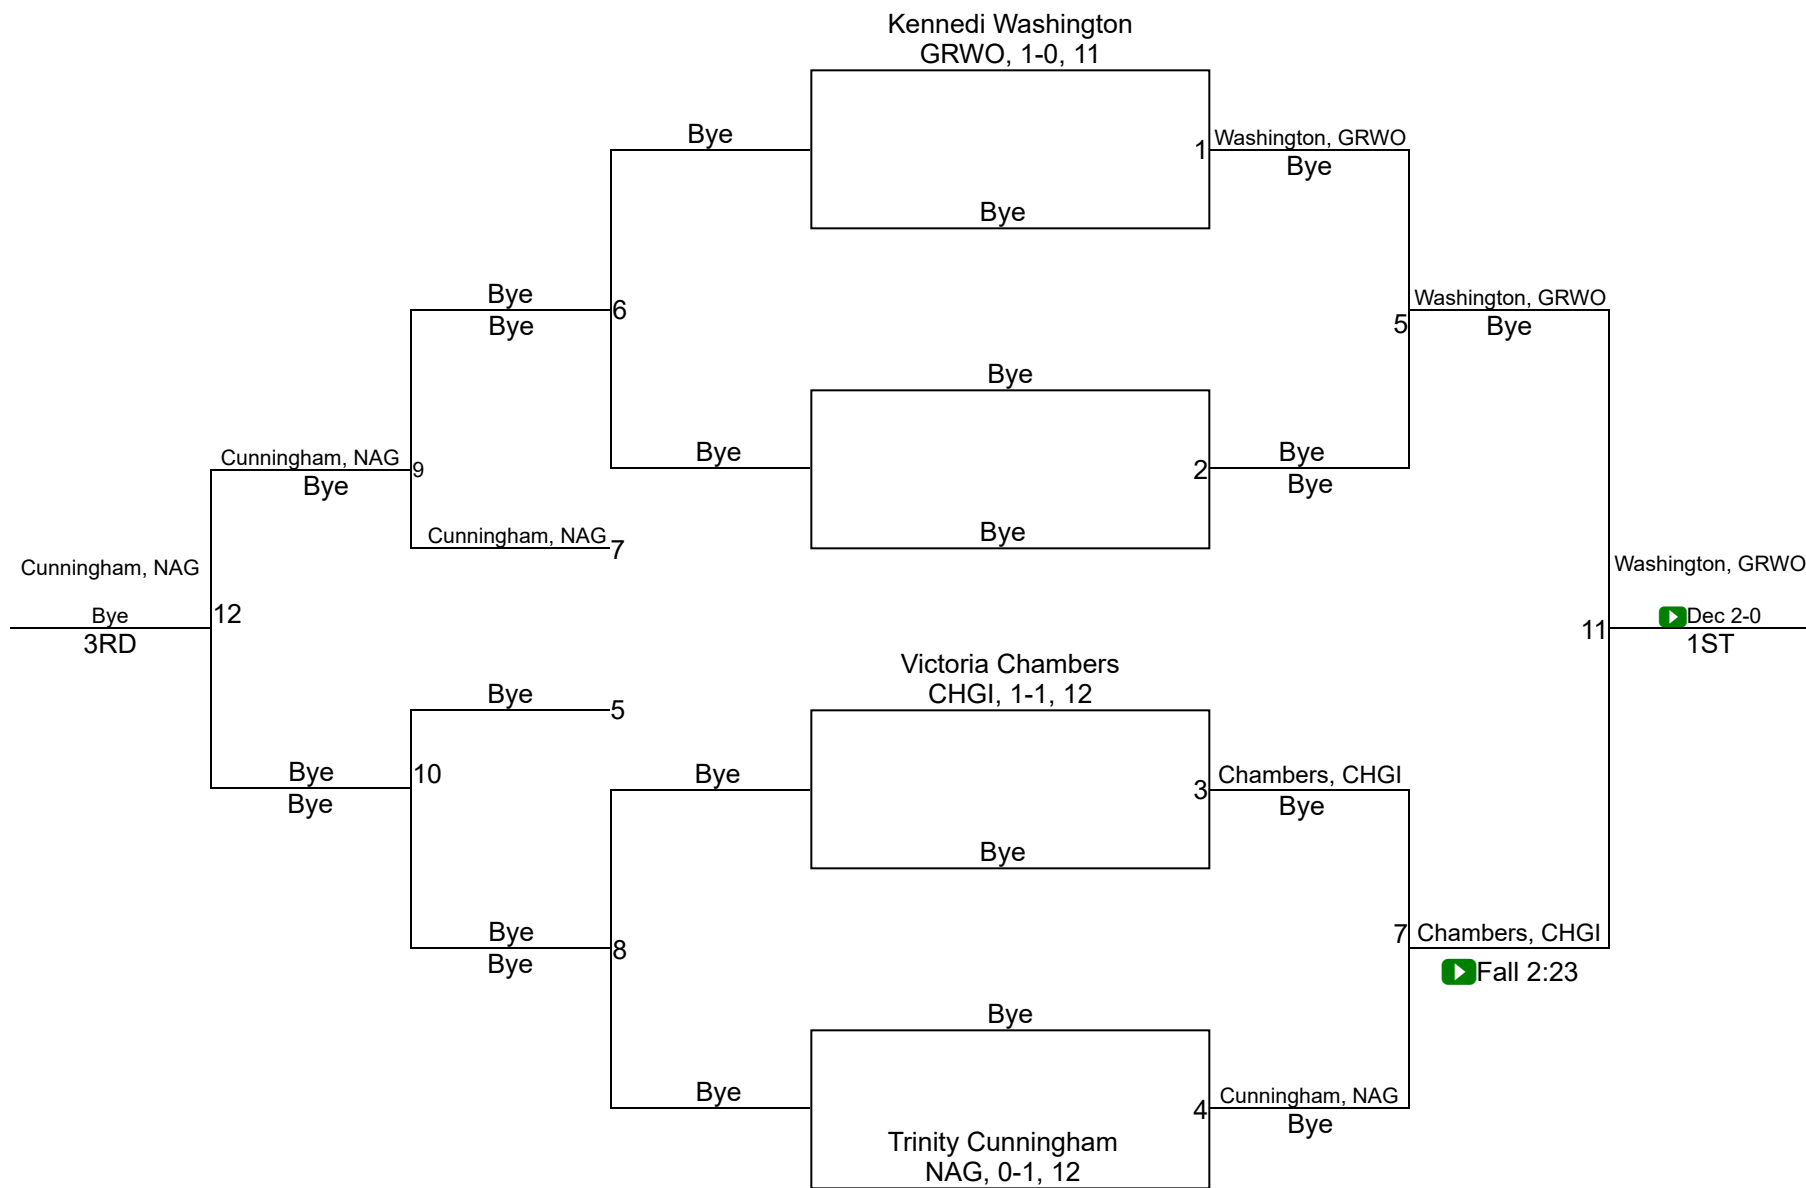 Kennedi Washington
GRWO, 1-0, 11
Bye
1
Washington, GRWO
Bye
Bye
Bye
Bye
6
Washington, GRWO
5
Bye
Bye
Bye
2
Bye
Bye
Bye
Cunningham, NAG
9
Bye
Cunningham, NAG
7
Cunningham, NAG
Bye
12
3RD
Washington, GRWO
11
Dec 2-0
1ST
Victoria Chambers
CHGI, 1-1, 12
Bye
5
Bye
10
Bye
Bye
3
Chambers, CHGI
Bye
Bye
Bye
8
Bye
7
Chambers, CHGI
Fall 2:23
Bye
Bye
4
Cunningham, NAG
Bye
Trinity Cunningham
NAG, 0-1, 12